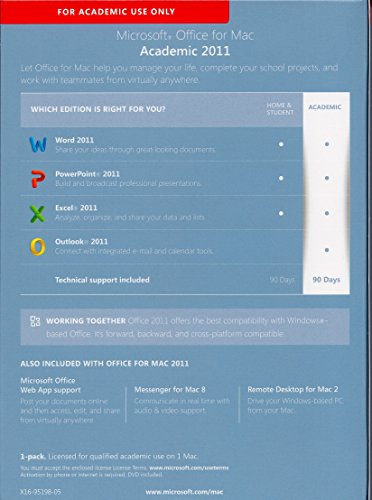 FOR ACADEMIC USE ONLY
Microsoft® Office for Mac
Academic 2011
Let Office for Mac help you manage your life, complete your school projects, and
work with teammates from virtually anywhere.
WHICH EDITION IS RIGHT FOR YOU?
HOME &
STUDENT
ACADEMIC
Word 2011
Share your ideas through great-looking documents.
PowerPoint® 2011
Build and broadcast professional presentations.
Excel® 2011
Analyze, organize, and share your data and lists
Outlook® 2011
Connect with integrated e-mail and calendar tools.
Technical support included
90 Days
90 Days
WORKING TOGETHER Office 2011 offers the best compatibility with Windows®-
based Office. It's forward, backward, and cross-platform compatible.
ALSO INCLUDED WITH OFFICE FOR MAC 2011
Microsoft Office
Web App support
Post your documents online
and then access, edit, and share
from virtually anywhere.
Messenger for Mac 8
Communicate in real time with
audio & video support.
Remote Desktop for Mac 2
Drive your Windows-based PC
from your Mac.
1-pack. Licensed for qualified academic use on 1 Mac.
You must accept the enclosed License Terms. www.microsoft.com/useterms
Activation by phone or internet is required. DVD included.
X16-95198-05
www.microsoft.com/mac